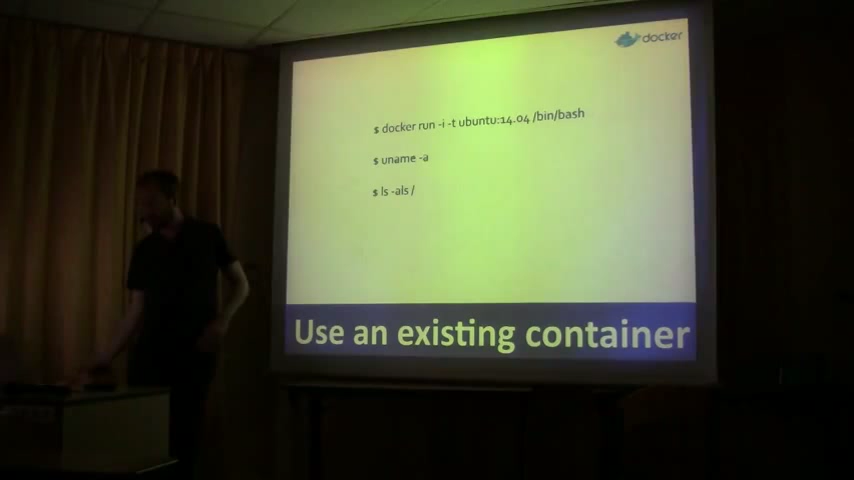 docker
$ docker run -i -t ubuntu:14.04 /bin/bash
$ uname -a
$ ls -als /
Use an existing container